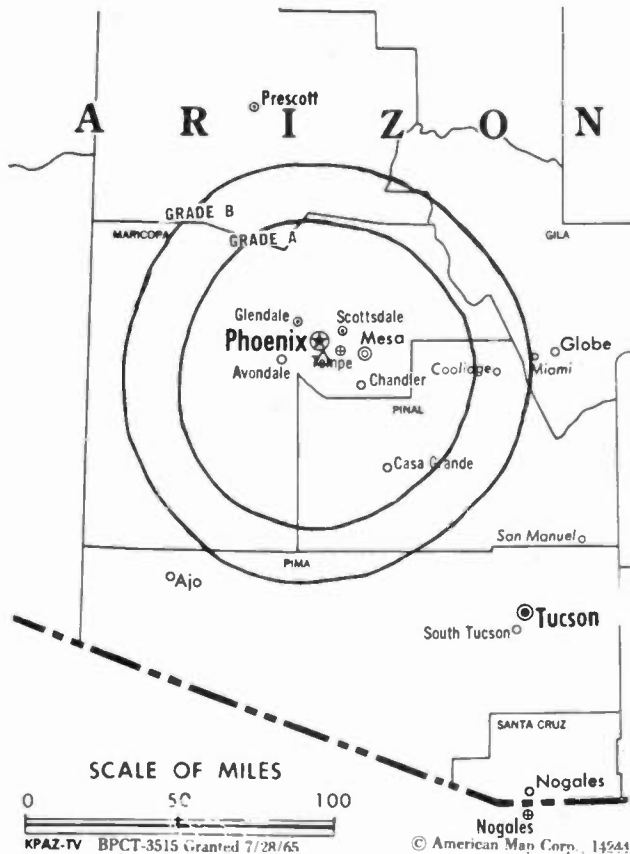 Prescott
A R I Z O N
GRADE B
MARICOPA
GRADE A
GILA
Glendale
Scottsdale
Phoenix
Mesa
Tempe
Globe
Avondale
Coolidge
Miami
Chandler
PINAL
Casa Grande
San Manuel
PIMA
Ajo
Tucson
South Tucson
SANTA CRUZ
SCALE OF MILES
Nogales
0 50 100
Nogales
KPAZ-TV BPCT-3515 Granted 7/28/65
© American Map Corp., 14944